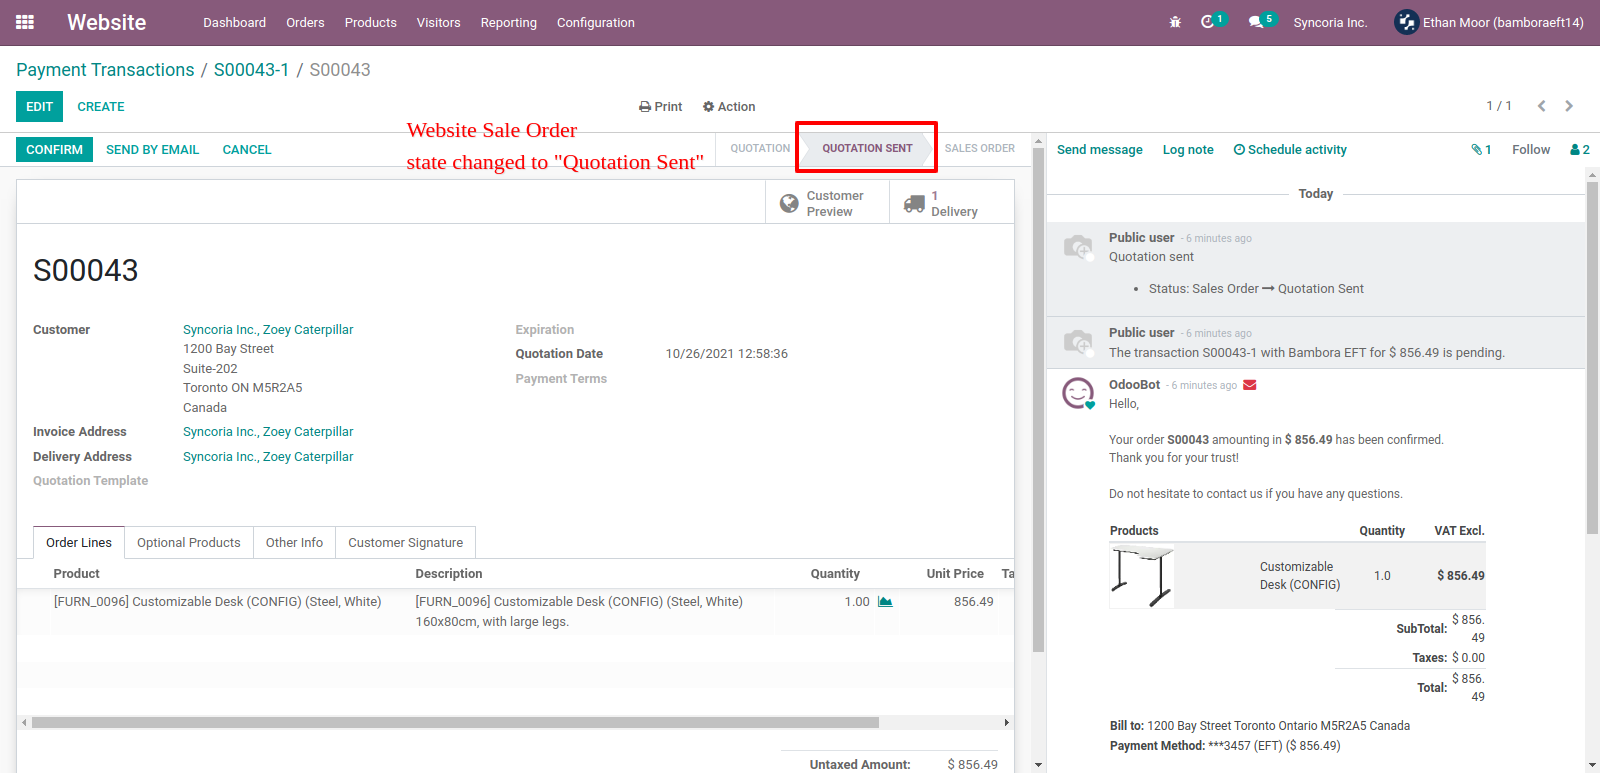 Website
Dashboard Orders Products Visitors Reporting Configuration
1 5 Syncoria Inc. Ethan Moor (bamboraeft14)
Payment Transactions / S00043-1 / S00043
EDIT CREATE
Print Action
1 / 1
Website Sale Order
state changed to "Quotation Sent"
CONFIRM SEND BY EMAIL CANCEL
QUOTATION QUOTATION SENT SALES ORDER
Customer
Preview
1
Delivery
S00043
Customer Syncoria Inc., Zoey Caterpillar
1200 Bay Street
Suite-202
Toronto ON M5R2A5
Canada
Invoice Address Syncoria Inc., Zoey Caterpillar
Delivery Address Syncoria Inc., Zoey Caterpillar
Quotation Template
Expiration
Quotation Date 10/26/2021 12:58:36
Payment Terms
Order Lines Optional Products Other Info Customer Signature
Product Description Quantity Unit Price Ta
[FURN_0096] Customizable Desk (CONFIG) (Steel, White) [FURN_0096] Customizable Desk (CONFIG) (Steel, White) 1.00 856.49
160x80cm, with large legs.
Untaxed Amount: $ 856.49
Send message Log note Schedule activity 1 Follow 2
Today
Public user - 6 minutes ago
Quotation sent
• Status: Sales Order → Quotation Sent
Public user - 6 minutes ago
The transaction S00043-1 with Bambora EFT for $ 856.49 is pending.
OdooBot - 6 minutes ago
Hello,
Your order S00043 amounting in $ 856.49 has been confirmed.
Thank you for your trust!
Do not hesitate to contact us if you have any questions.
Products Quantity VAT Excl.
Customizable
Desk (CONFIG) 1.0 $ 856.49
SubTotal: $ 856.
49
Taxes: $ 0.00
Total: $ 856.
49
Bill to: 1200 Bay Street Toronto Ontario M5R2A5 Canada
Payment Method: ***3457 (EFT) ($ 856.49)